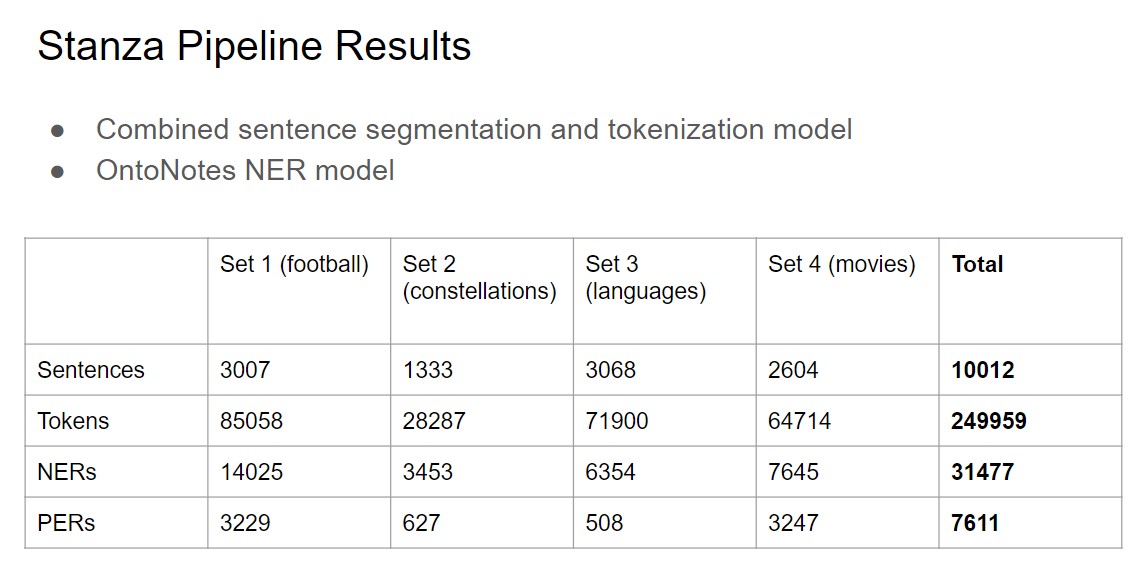 Stanza Pipeline Results
● Combined sentence segmentation and tokenization model
● OntoNotes NER model
Set 1 (football) Set 2 (constellations) Set 3 (languages) Set 4 (movies) Total
Sentences 3007 1333 3068 2604 10012
Tokens 85058 28287 71900 64714 249959
NERs 14025 3453 6354 7645 31477
PERs 3229 627 508 3247 7611